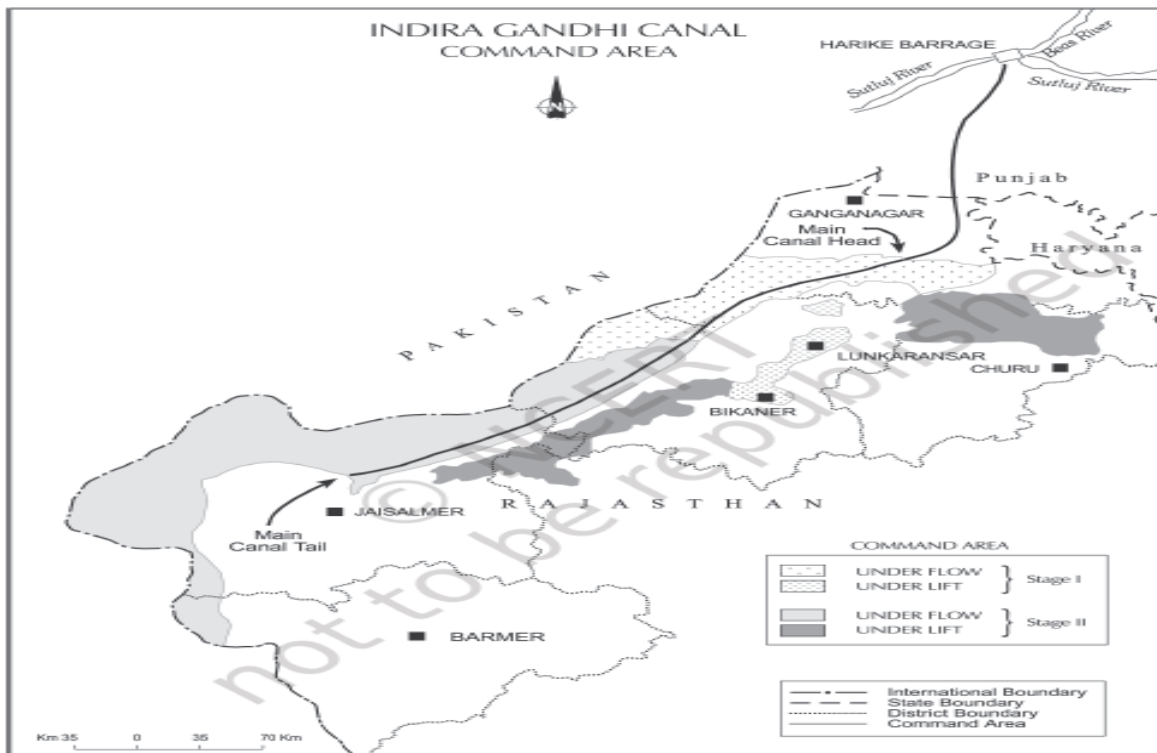 INDIRA GANDHI CANAL
COMMAND AREA
N
HARIKE BARRAGE
Beas River
Sutluj River
Sutluj River
Punjab
GANGANAGAR
Main
Canal Head
Haryana
PAKISTAN
LUNKARANSAR
CHURU
BIKANER
RAJASTHAN
JAISALMER
Main
Canal Tail
BARMER
COMMAND AREA
UNDER FLOW
UNDER LIFT
Stage I
UNDER FLOW
UNDER LIFT
Stage II
International Boundary
State Boundary
District Boundary
Command Area
Km 35 0 35 70 Km
© NCERT
not to be republished